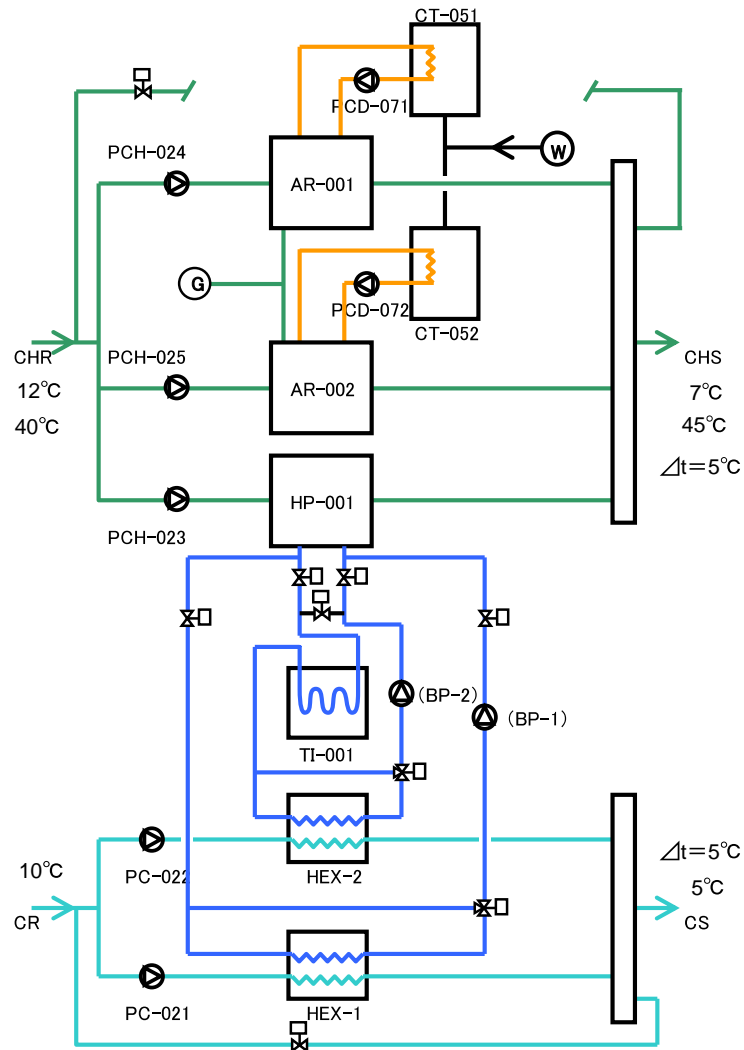 CT-051
PCD-071
PCH-024
W
AR-001
G
PCD-072
CT-052
CHR
PCH-025
AR-002
CHS
12℃
7℃
40℃
45℃
⊿t=5℃
HP-001
PCH-023
(BP-2)
(BP-1)
TI-001
10℃
PC-022
HEX-2
⊿t=5℃
5℃
CR
CS
PC-021
HEX-1